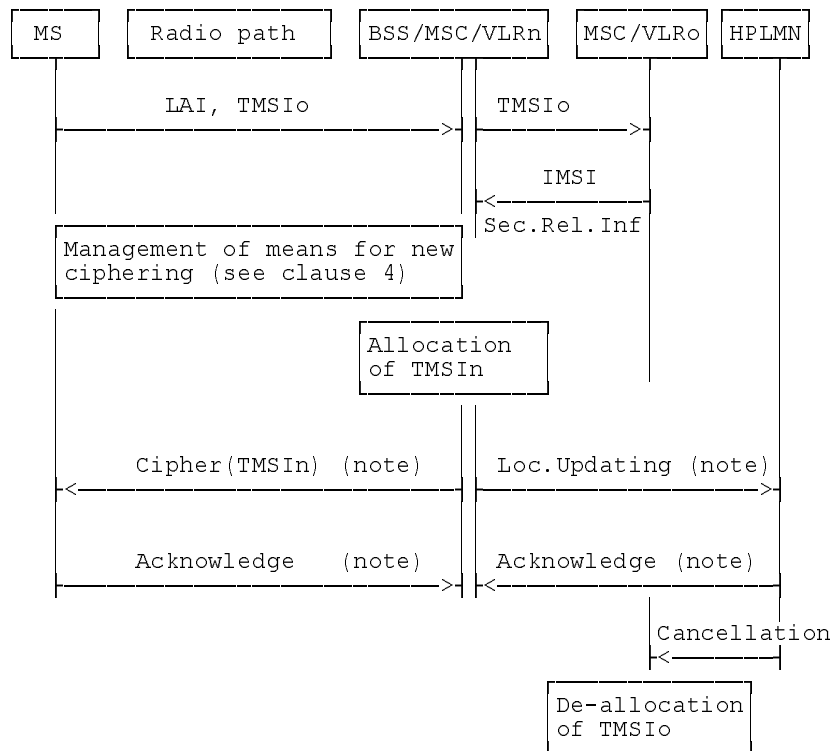 MS Radio path BSS/MSC/VLRn MSC/VLRo HPLMN
LAI, TMSIo TMSIo
IMSI
Sec.Rel.Inf
Management of means for new
ciphering (see clause 4)
Allocation
of TMSIn
Cipher(TMSIn) (note) Loc.Updating (note)
Acknowledge (note) Acknowledge (note)
Cancellation
De-allocation
of TMSIo